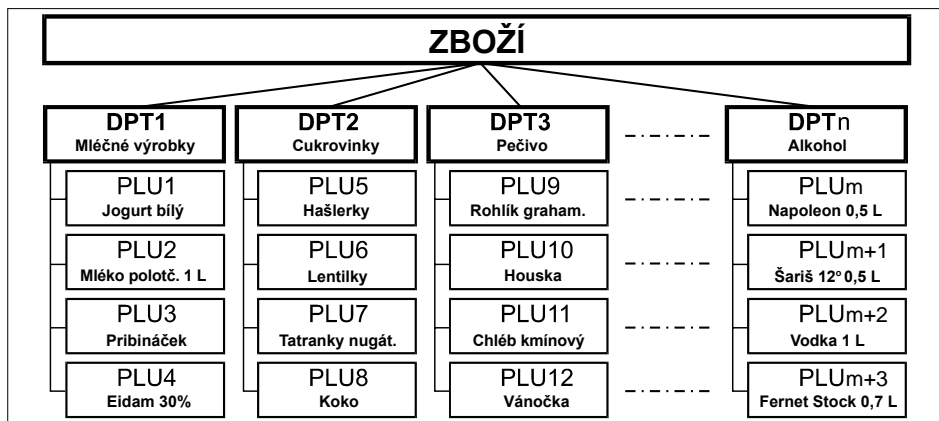 ZBOŽÍ
DPT1
Mléčné výrobky
PLU1
Jogurt bílý
PLU2
Mléko polotč. 1 L
PLU3
Pribináček
PLU4
Eidam 30%
DPT2
Cukrovinky
PLU5
Hašlerky
PLU6
Lentilky
PLU7
Tatranky nugát.
PLU8
Koko
DPT3
Pečivo
PLU9
Rohlík graham.
PLU10
Houska
PLU11
Chléb kmínový
PLU12
Vánočka
DPTn
Alkohol
PLUm
Napoleon 0,5 L
PLUm+1
Šariš 12º 0,5 L
PLUm+2
Vodka 1 L
PLUm+3
Fernet Stock 0,7 L